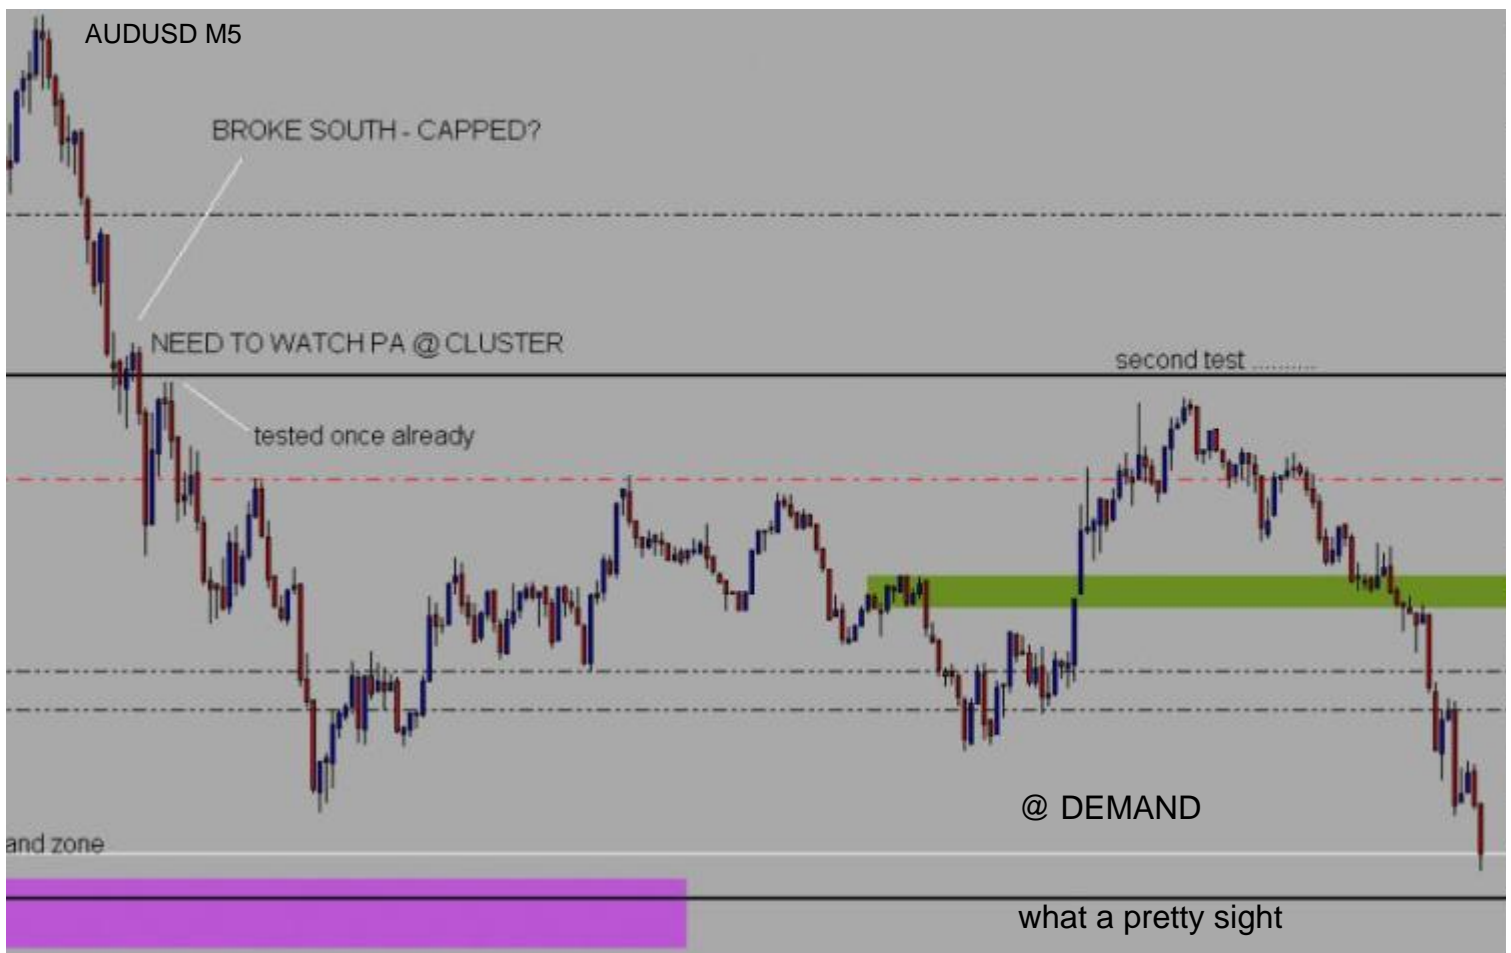 AUDUSD M5
BROKE SOUTH - CAPPED?
NEED TO WATCH PA @ CLUSTER
second test ..........
tested once already
@ DEMAND
and zone
what a pretty sight